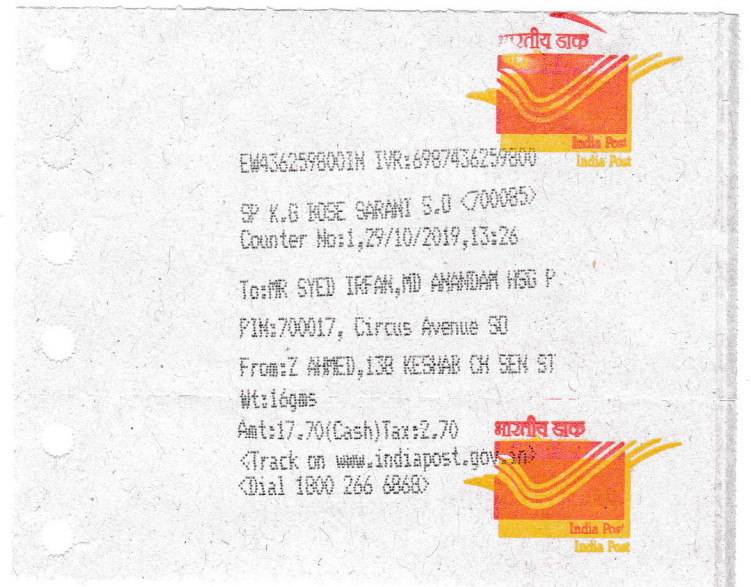 भारतीय डाक
India Post
India Post
EW436259800IN IVR:6987436259800
SP K.G BOSE SARANI S.O <700085>
Counter No:1,29/10/2019,13:26
To:MR SYED IRFAN,MD ANANDAM HSG P
PIN:700017, Circus Avenue SO
From:Z AHMED,138 KESHAB CH SEN ST
Wt:16gms
Amt:17.70(Cash)Tax:2.70
<Track on www.indiapost.gov.in>
<Dial 1800 266 6868>
भारतीय डाक
India Post
India Post